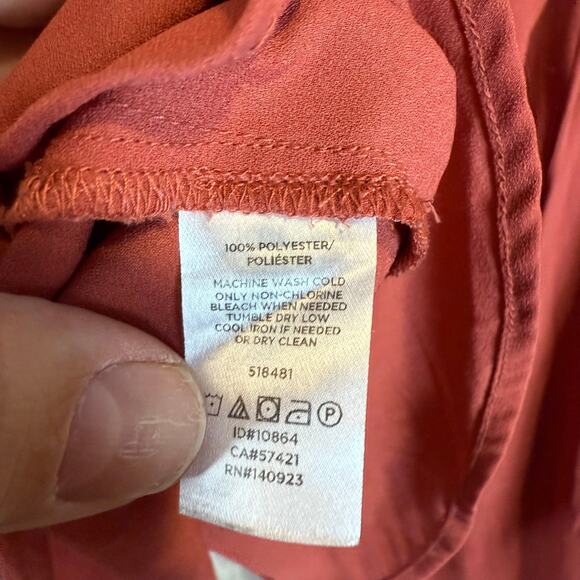 100% POLYESTER/
POLIÉSTER
MACHINE WASH COLD
ONLY NON-CHLORINE
BLEACH WHEN NEEDED
TUMBLE DRY LOW
COOL IRON IF NEEDED
OR DRY CLEAN
518481
P
ID#10864
CA#57421
RN#140923